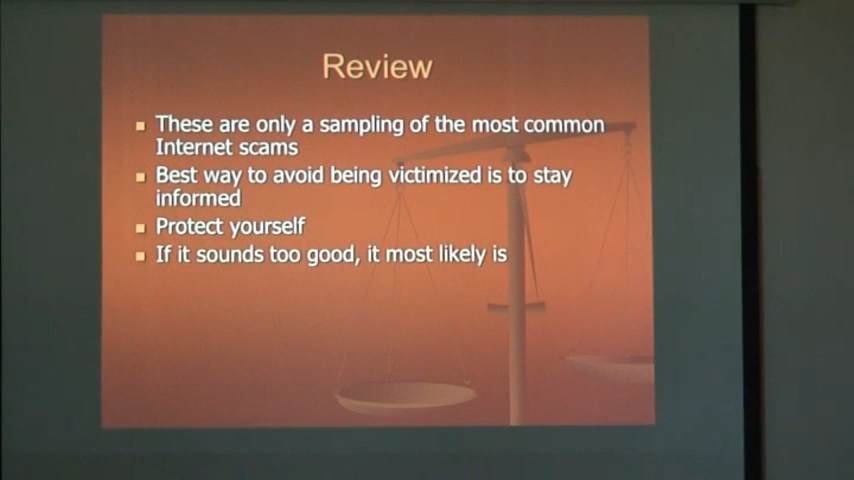 Review
These are only a sampling of the most common
Internet scams
Best way to avoid being victimized is to stay
informed
Protect yourself
If it sounds too good, it most likely is